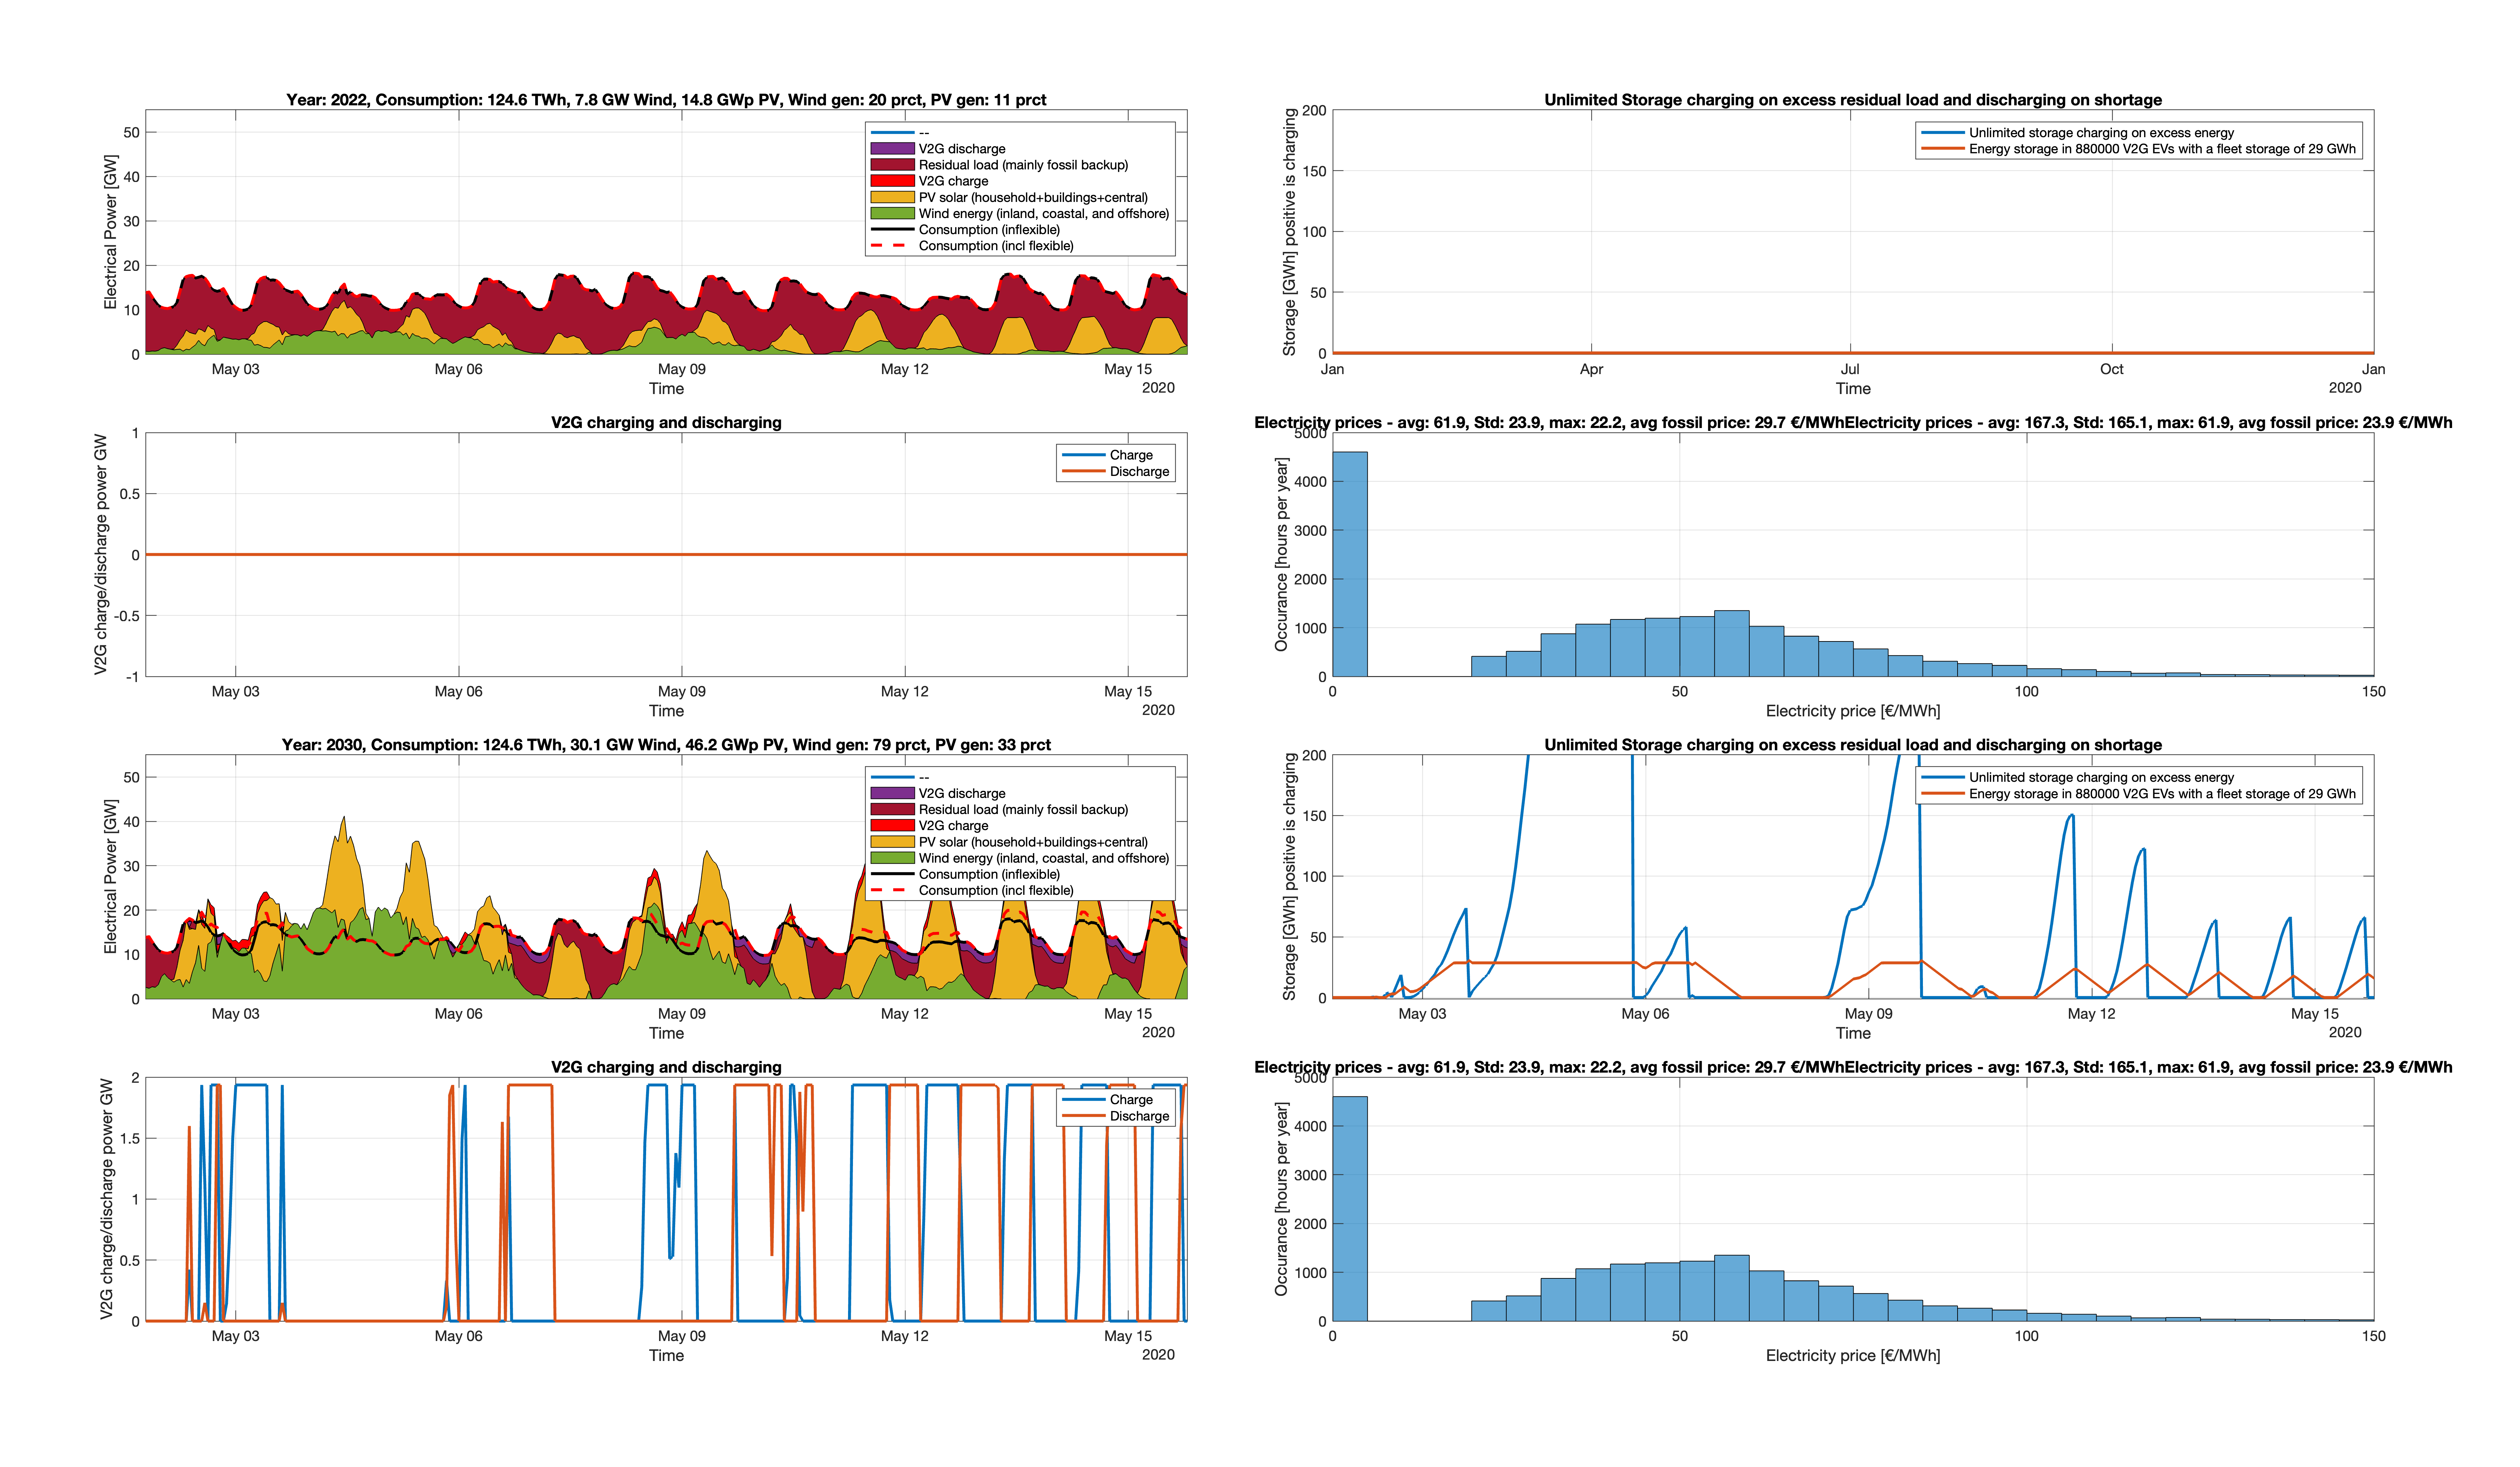 Year: 2022, Consumption: 124.6 TWh, 7.8 GW Wind, 14.8 GWp PV, Wind gen: 20 prct, PV gen: 11 prct
Electrical Power [GW]
50
40
30
20
10
0
--
V2G discharge
Residual load (mainly fossil backup)
V2G charge
PV solar (household+buildings+central)
Wind energy (inland, coastal, and offshore)
Consumption (inflexible)
Consumption (incl flexible)
May 03
May 06
May 09
May 12
May 15
Time
2020
Unlimited Storage charging on excess residual load and discharging on shortage
Storage [GWh] positive is charging
200
150
100
50
0
Unlimited storage charging on excess energy
Energy storage in 880000 V2G EVs with a fleet storage of 29 GWh
Jan
Apr
Jul
Oct
Jan
Time
2020
V2G charging and discharging
V2G charge/discharge power GW
1
0.5
0
-0.5
-1
Charge
Discharge
May 03
May 06
May 09
May 12
May 15
Time
2020
Electricity prices - avg: 61.9, Std: 23.9, max: 22.2, avg fossil price: 29.7 €/MWhElectricity prices - avg: 167.3, Std: 165.1, max: 61.9, avg fossil price: 23.9 €/MWh
Occurance [hours per year]
5000
4000
3000
2000
1000
0
0
50
100
150
Electricity price [€/MWh]
Year: 2030, Consumption: 124.6 TWh, 30.1 GW Wind, 46.2 GWp PV, Wind gen: 79 prct, PV gen: 33 prct
Electrical Power [GW]
50
40
30
20
10
0
--
V2G discharge
Residual load (mainly fossil backup)
V2G charge
PV solar (household+buildings+central)
Wind energy (inland, coastal, and offshore)
Consumption (inflexible)
Consumption (incl flexible)
May 03
May 06
May 09
May 12
May 15
Time
2020
Unlimited Storage charging on excess residual load and discharging on shortage
Storage [GWh] positive is charging
200
150
100
50
0
Unlimited storage charging on excess energy
Energy storage in 880000 V2G EVs with a fleet storage of 29 GWh
May 03
May 06
May 09
May 12
May 15
Time
2020
V2G charging and discharging
V2G charge/discharge power GW
2
1.5
1
0.5
0
Charge
Discharge
May 03
May 06
May 09
May 12
May 15
Time
2020
Electricity prices - avg: 61.9, Std: 23.9, max: 22.2, avg fossil price: 29.7 €/MWhElectricity prices - avg: 167.3, Std: 165.1, max: 61.9, avg fossil price: 23.9 €/MWh
Occurance [hours per year]
5000
4000
3000
2000
1000
0
0
50
100
150
Electricity price [€/MWh]